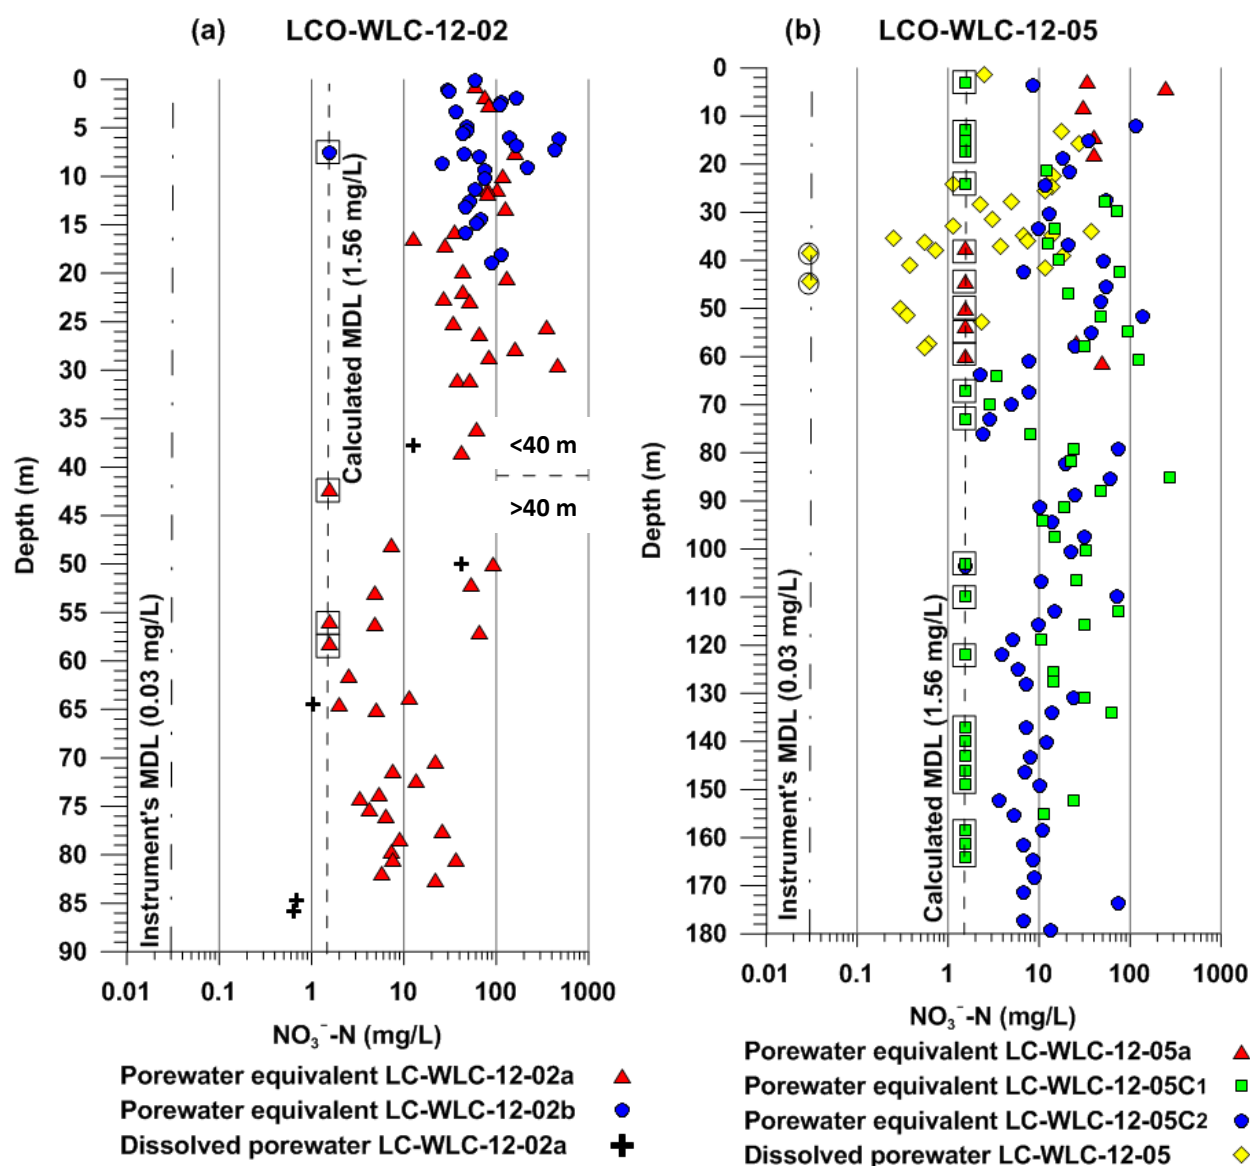 (a) LCO-WLC-12-02
0
5
10
15
20
25
30
35
40
45
50
55
60
65
70
75
80
85
90
Depth (m)
Instrument's MDL (0.03 mg/L)
Calculated MDL (1.56 mg/L)
<40 m
>40 m
0.01 0.1 1 10 100 1000
NO₃⁻-N (mg/L)
Porewater equivalent LC-WLC-12-02a
Porewater equivalent LC-WLC-12-02b
Dissolved porewater LC-WLC-12-02a
(b) LCO-WLC-12-05
0
10
20
30
40
50
60
70
80
90
100
110
120
130
140
150
160
170
180
Depth (m)
Instrument's MDL (0.03 mg/L)
Calculated MDL (1.56 mg/L)
0.01 0.1 1 10 100 1000
NO₃⁻-N (mg/L)
Porewater equivalent LC-WLC-12-05a
Porewater equivalent LC-WLC-12-05C1
Porewater equivalent LC-WLC-12-05C2
Dissolved porewater LC-WLC-12-05